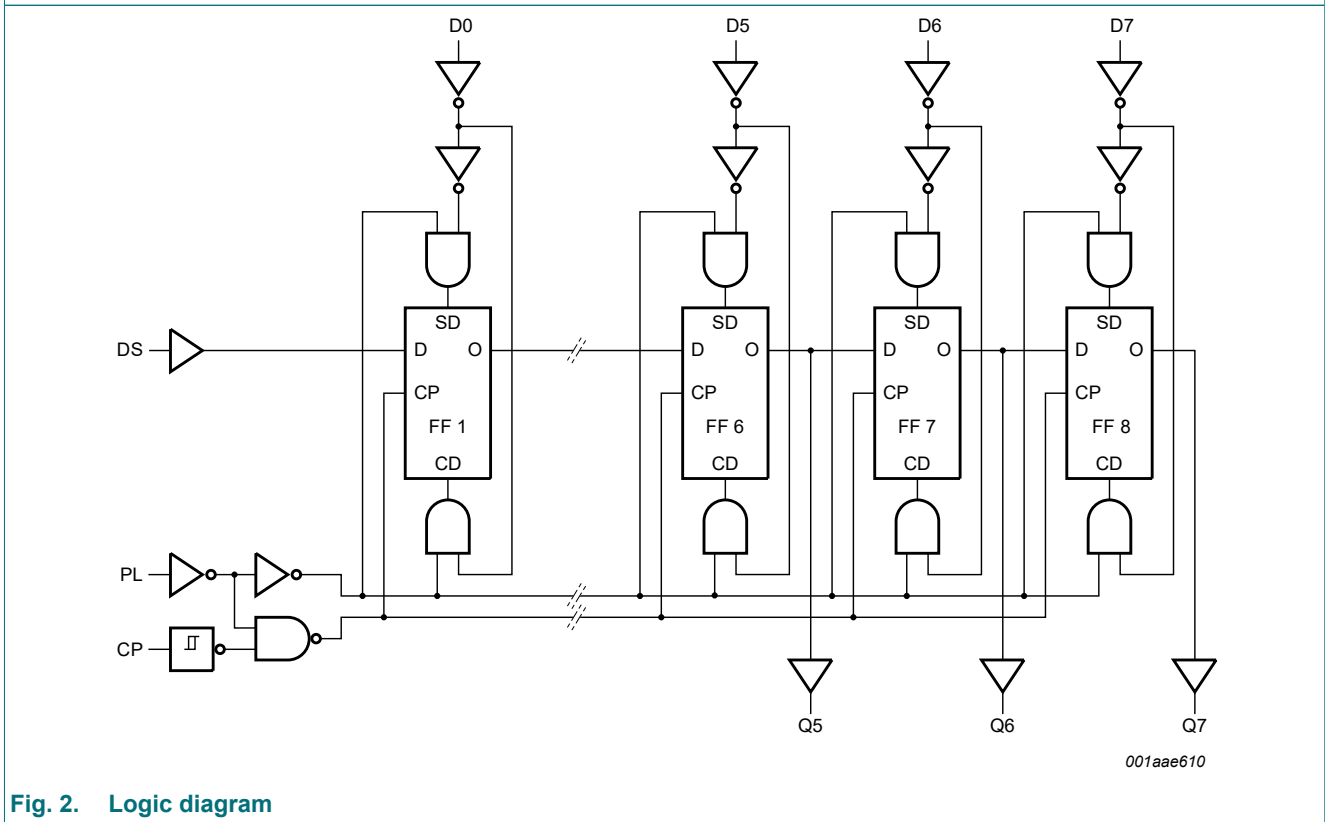 D0 D5 D6 D7
SD SD SD SD
DS D O D O D O D O
CP CP CP CP
FF 1 FF 6 FF 7 FF 8
CD CD CD CD
PL
CP
Q5 Q6 Q7
001aae610
Fig. 2. Logic diagram